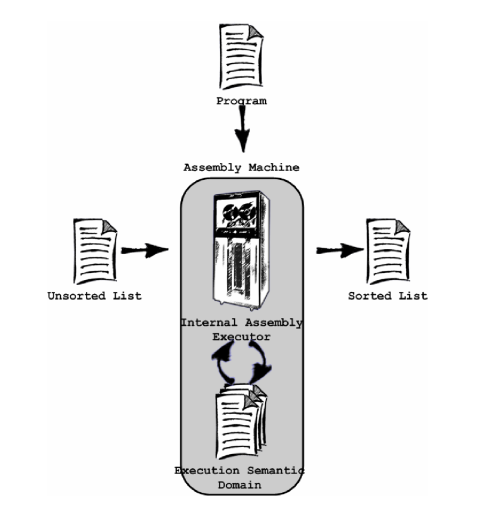 Program
Assembly Machine
Unsorted List
Sorted List
Internal Assembly
Executor
Execution Semantic
Domain